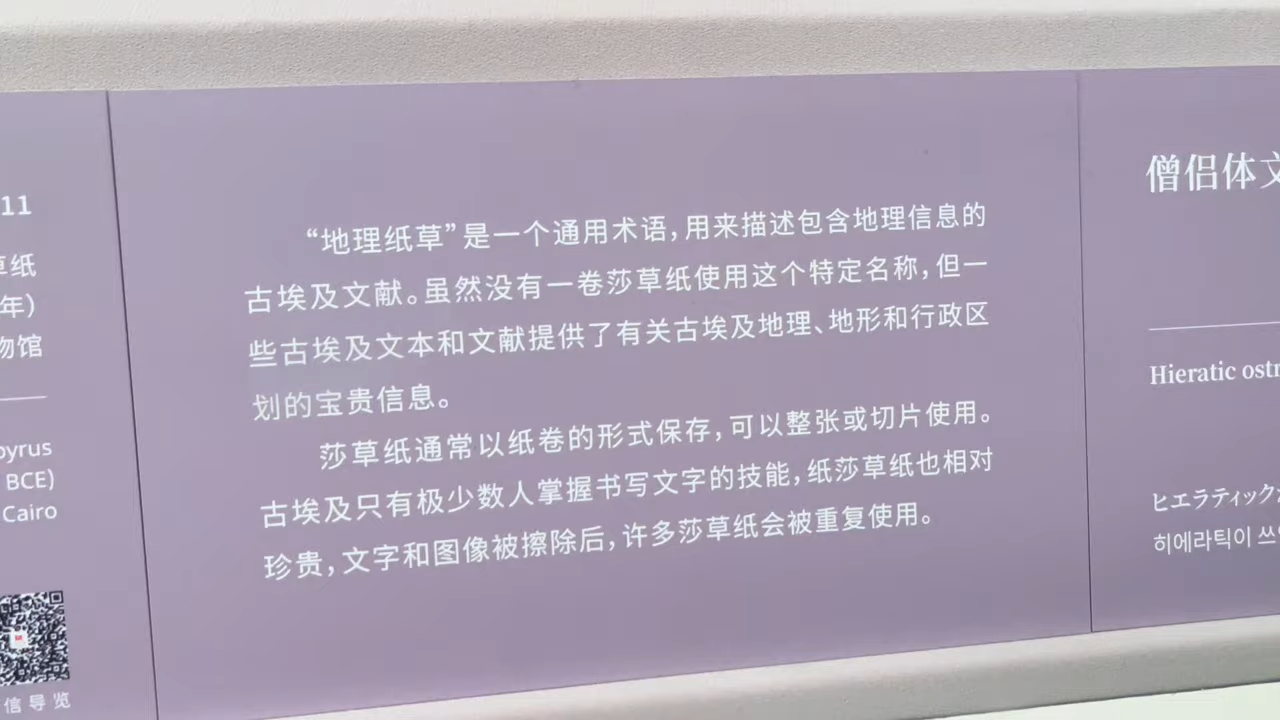 11
草纸
年)
物馆
pyrus
BCE)
Cairo
信导览
“地理纸草”是一个通用术语,用来描述包含地理信息的
古埃及文献。虽然没有一卷莎草纸使用这个特定名称,但一
些古埃及文本和文献提供了有关古埃及地理、地形和行政区
划的宝贵信息。
莎草纸通常以纸卷的形式保存,可以整张或切片使用。
古埃及只有极少数人掌握书写文字的技能,纸莎草纸也相对
珍贵,文字和图像被擦除后,许多莎草纸会被重复使用。
僧侣体文
Hieratic ostr
ヒエラティック
히에라틱이 쓰